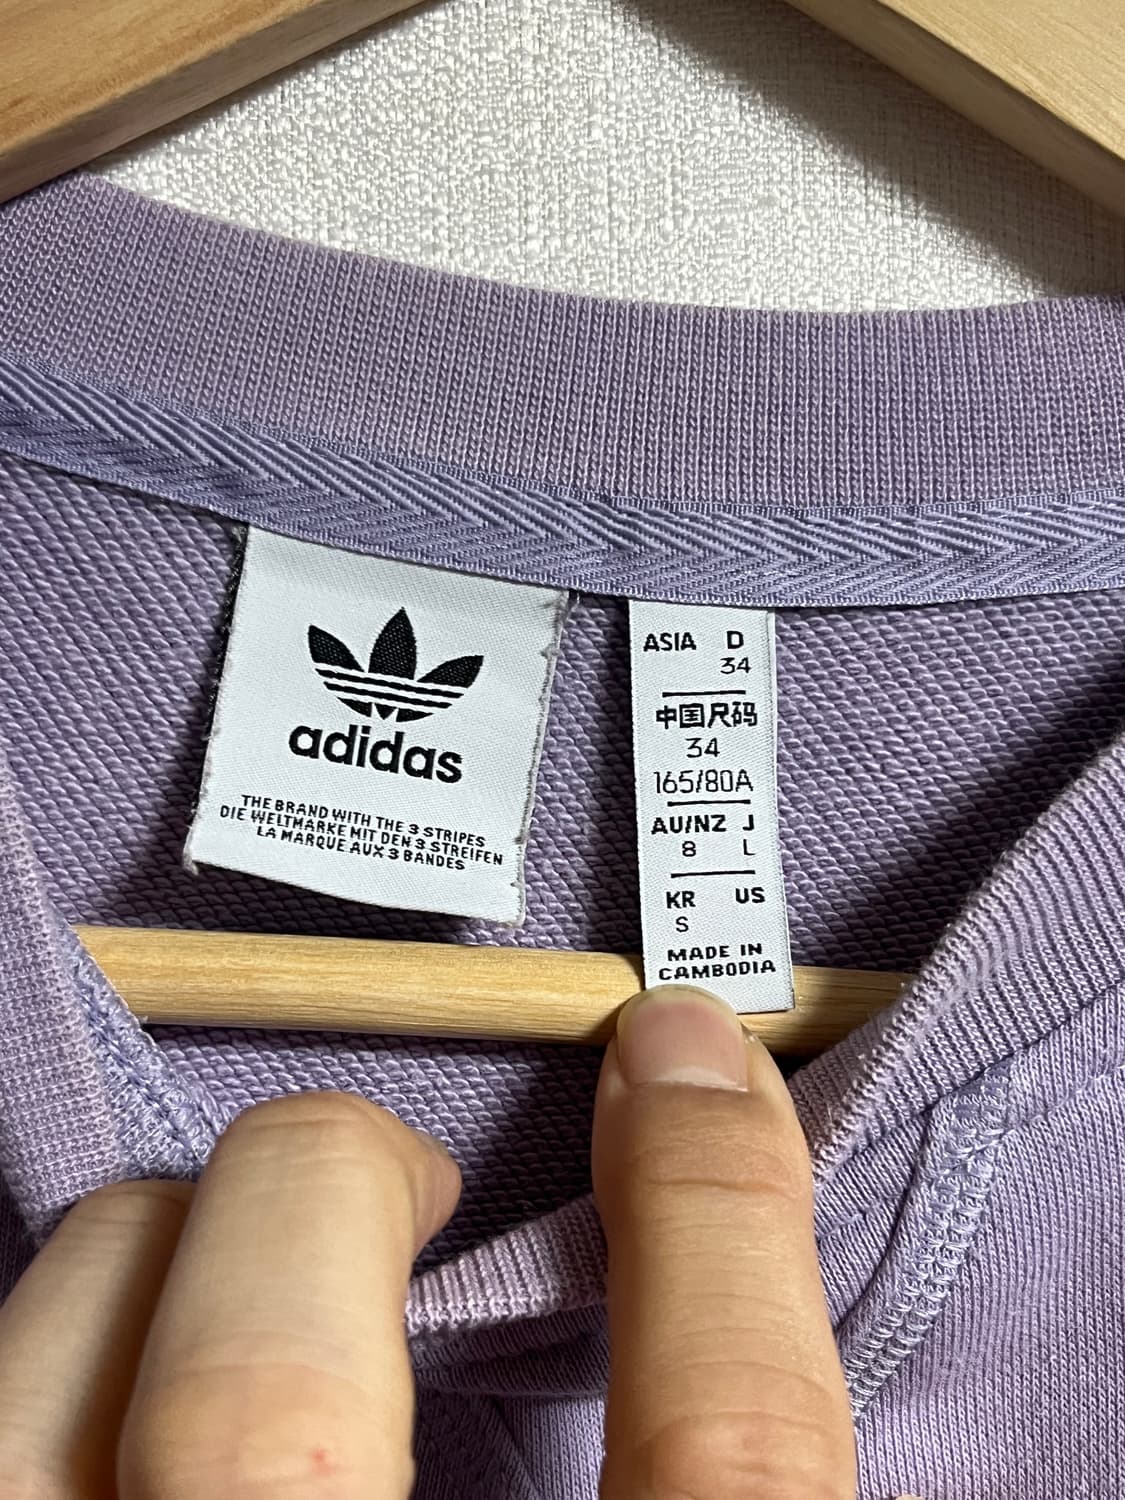 adidas
THE BRAND WITH THE 3 STRIPES
DIE WELTMARKE MIT DEN 3 STREIFEN
LA MARQUE AUX 3 BANDES
ASIA D
34
中国尺码
34
165/80A
AU/NZ J
8 L
KR US
S
MADE IN
CAMBODIA